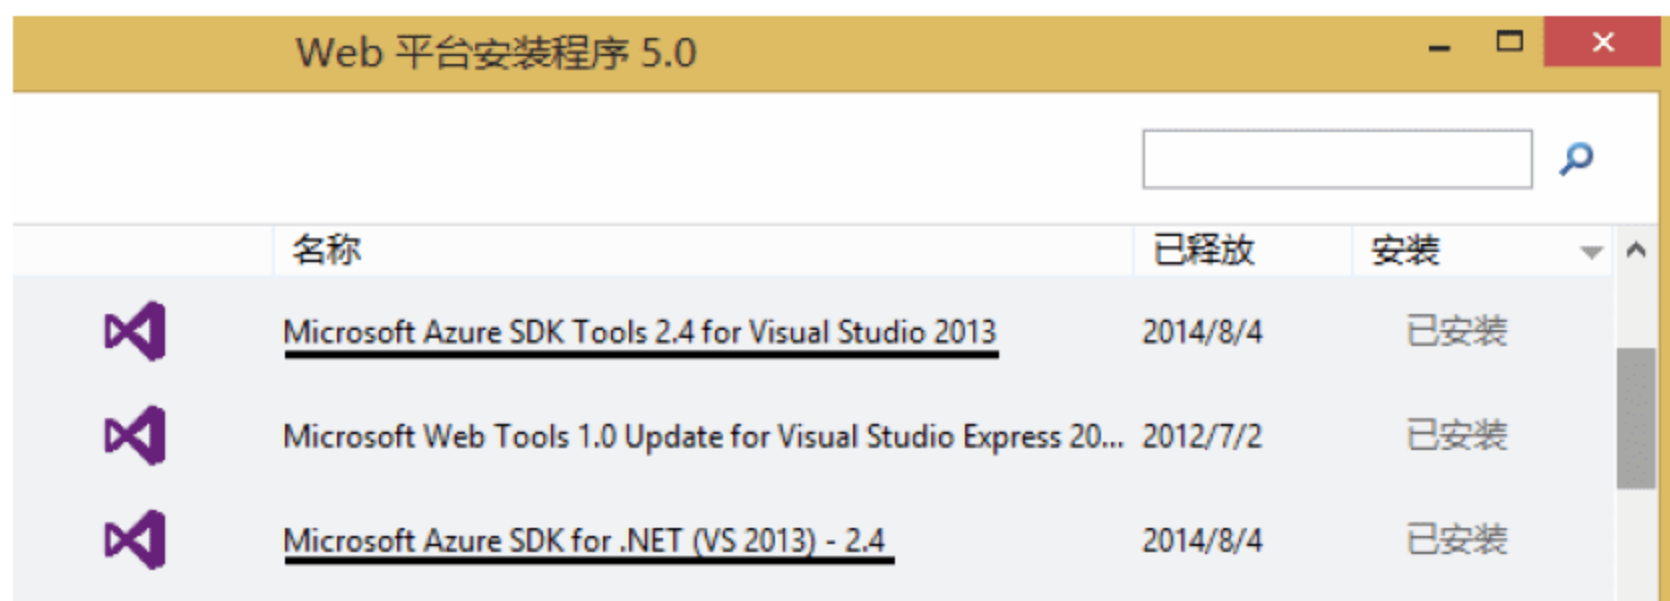 Web 平台安装程序 5.0
名称 已释放 安装
Microsoft Azure SDK Tools 2.4 for Visual Studio 2013 2014/8/4 已安装
Microsoft Web Tools 1.0 Update for Visual Studio Express 20... 2012/7/2 已安装
Microsoft Azure SDK for .NET (VS 2013) - 2.4 2014/8/4 已安装